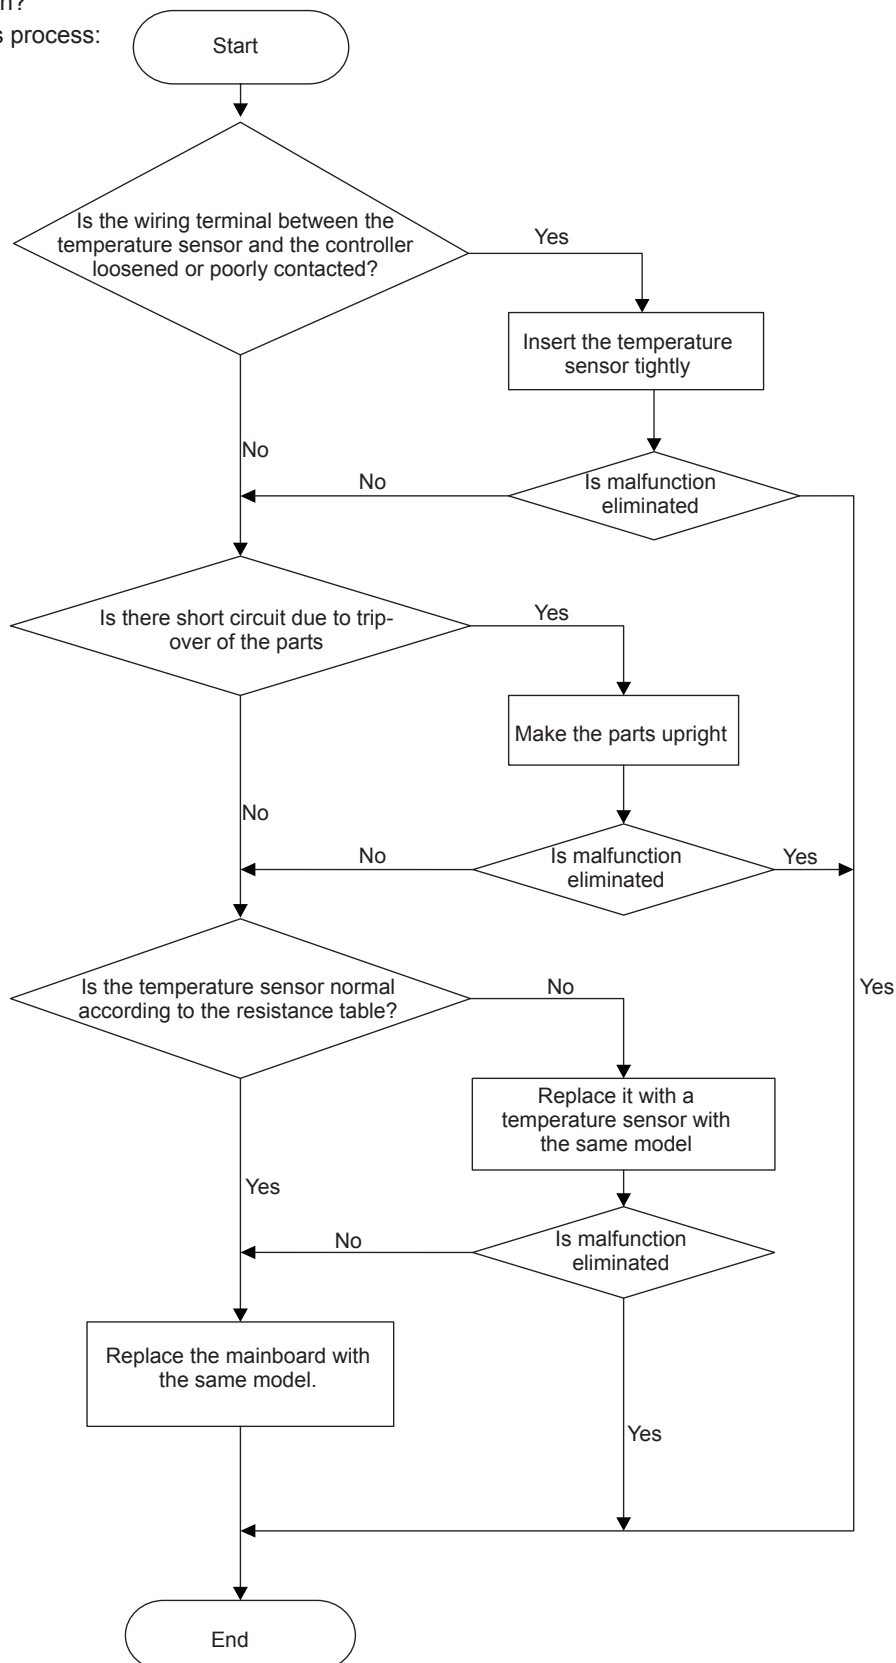 s process:
Start
Is the wiring terminal between the
temperature sensor and the controller
loosened or poorly contacted?
Yes
Insert the temperature
sensor tightly
No
No
Is malfunction
eliminated
Is there short circuit due to trip-
over of the parts
Yes
Make the parts upright
No
No
Is malfunction
eliminated
Yes
Is the temperature sensor normal
according to the resistance table?
No
Yes
Replace it with a
temperature sensor with
the same model
Yes
No
Is malfunction
eliminated
Replace the mainboard with
the same model.
Yes
End